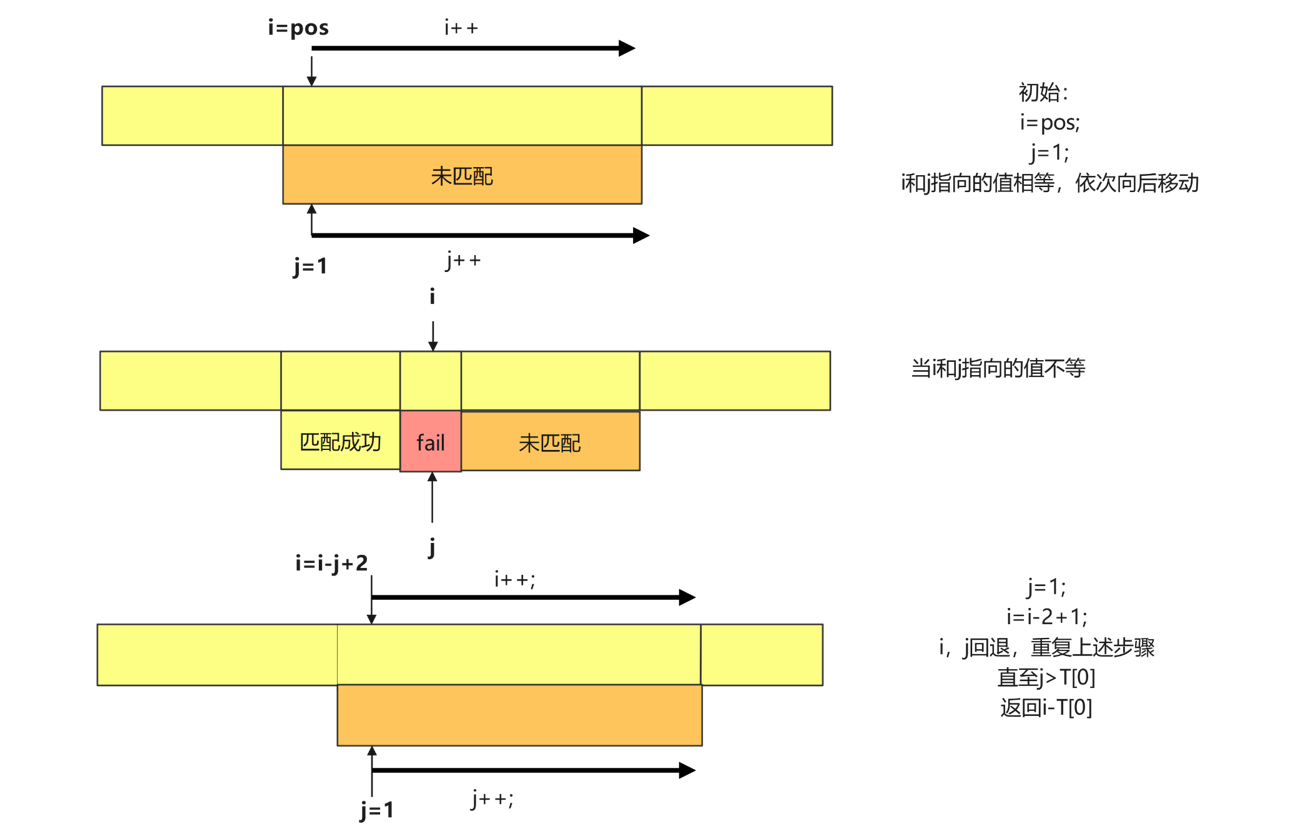 i=pos
i++
初始：
i=pos;
j=1;
i和j指向的值相等，依次向后移动
未匹配
j=1
j++
i
当i和j指向的值不等
匹配成功
fail
未匹配
j
i=i-j+2
i++;
j=1;
i=i-2+1;
i，j回退，重复上述步骤
直至j>T[0]
返回i-T[0]
j=1
j++;